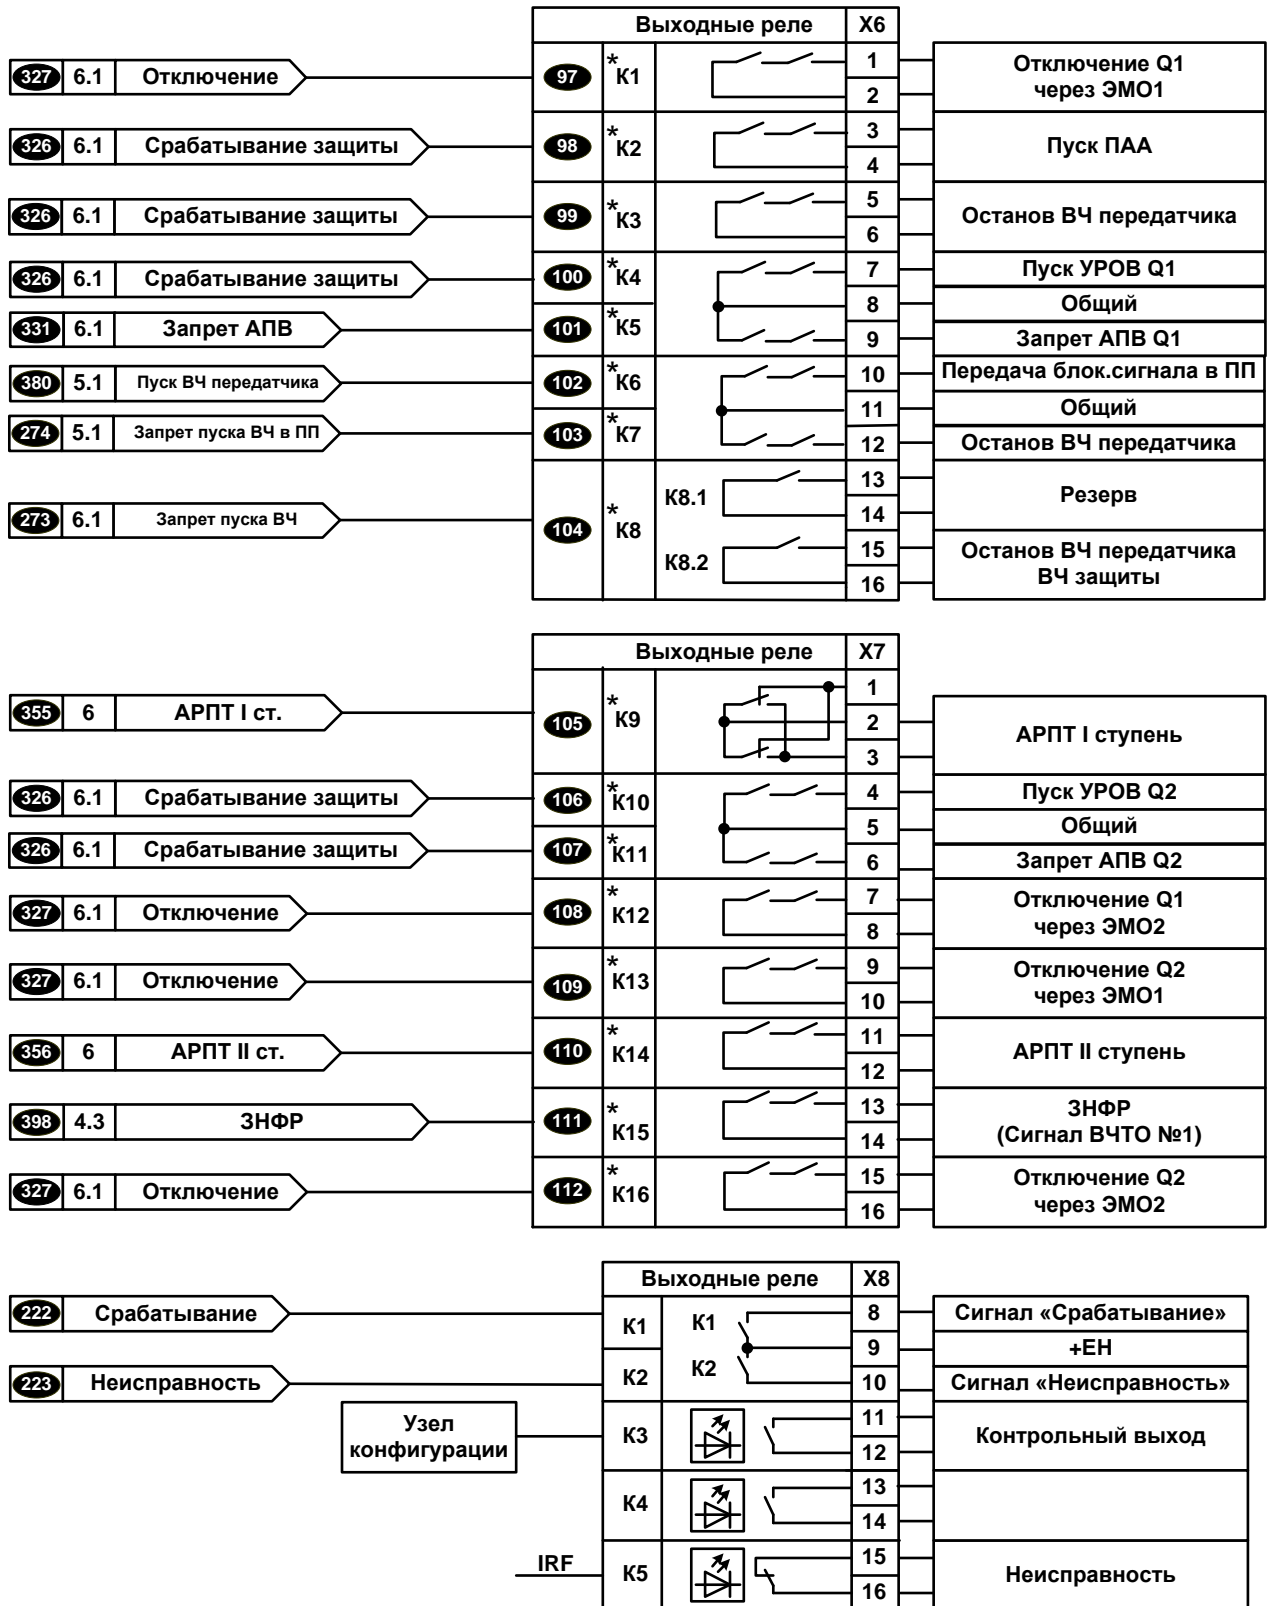 Выходные реле X6
327 6.1 Отключение 97 *К1 1 2 Отключение Q1
через ЭМО1
326 6.1 Срабатывание защиты 98 *К2 3 4 Пуск ПАА
326 6.1 Срабатывание защиты 99 *К3 5 6 Останов ВЧ передатчика
326 6.1 Срабатывание защиты 100 *К4 7 Пуск УРОВ Q1
8 Общий
331 6.1 Запрет АПВ 101 *К5 9 Запрет АПВ Q1
380 5.1 Пуск ВЧ передатчика 102 *К6 10 Передача блок.сигнала в ПП
11 Общий
274 5.1 Запрет пуска ВЧ в ПП 103 *К7 12 Останов ВЧ передатчика
273 6.1 Запрет пуска ВЧ 104 *К8 К8.1 13 14 Резерв
К8.2 15 16 Останов ВЧ передатчика
ВЧ защиты
Выходные реле X7
355 6 АРПТ I ст. 105 *К9 1 2 3 АРПТ I ступень
326 6.1 Срабатывание защиты 106 *К10 4 Пуск УРОВ Q2
5 Общий
326 6.1 Срабатывание защиты 107 *К11 6 Запрет АПВ Q2
327 6.1 Отключение 108 *К12 7 8 Отключение Q1
через ЭМО2
327 6.1 Отключение 109 *К13 9 10 Отключение Q2
через ЭМО1
356 6 АРПТ II ст. 110 *К14 11 12 АРПТ II ступень
398 4.3 ЗНФР 111 *К15 13 14 ЗНФР
(Сигнал ВЧТО №1)
327 6.1 Отключение 112 *К16 15 16 Отключение Q2
через ЭМО2
Выходные реле X8
222 Срабатывание К1 К1 8 Сигнал «Срабатывание»
9 +ЕН
223 Неисправность К2 К2 10 Сигнал «Неисправность»
Узел
конфигурации К3 11 12 Контрольный выход
К4 13 14
IRF К5 15 16 Неисправность